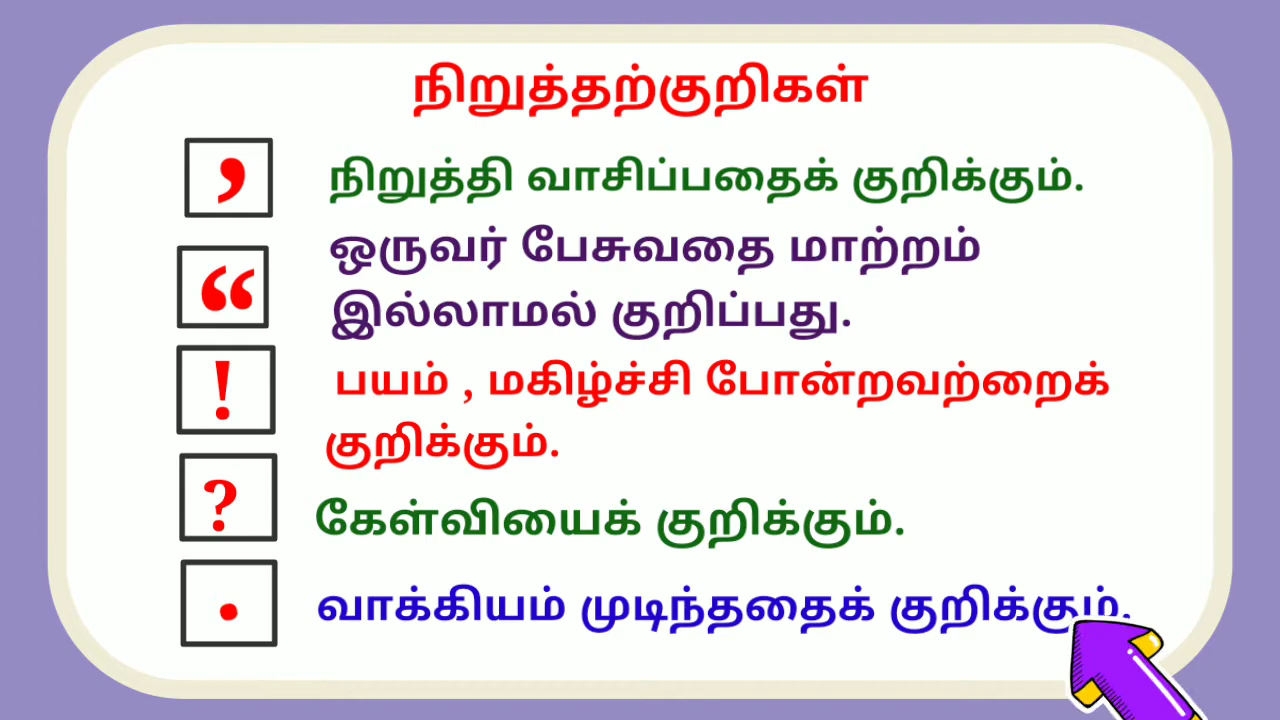 நிறுத்தற்குறிகள்
, நிறுத்தி வாசிப்பதைக் குறிக்கும்.
“ ஒருவர் பேசுவதை மாற்றம்
இல்லாமல் குறிப்பது.
! பயம் , மகிழ்ச்சி போன்றவற்றைக்
குறிக்கும்.
? கேள்வியைக் குறிக்கும்.
. வாக்கியம் முடிந்ததைக் குறிக்கும்.